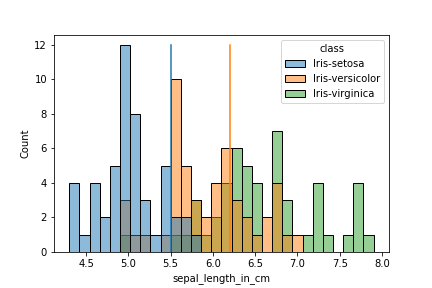 class
Iris-setosa
Iris-versicolor
Iris-virginica
Count
12
10
8
6
4
2
0
4.5 5.0 5.5 6.0 6.5 7.0 7.5 8.0
sepal_length_in_cm